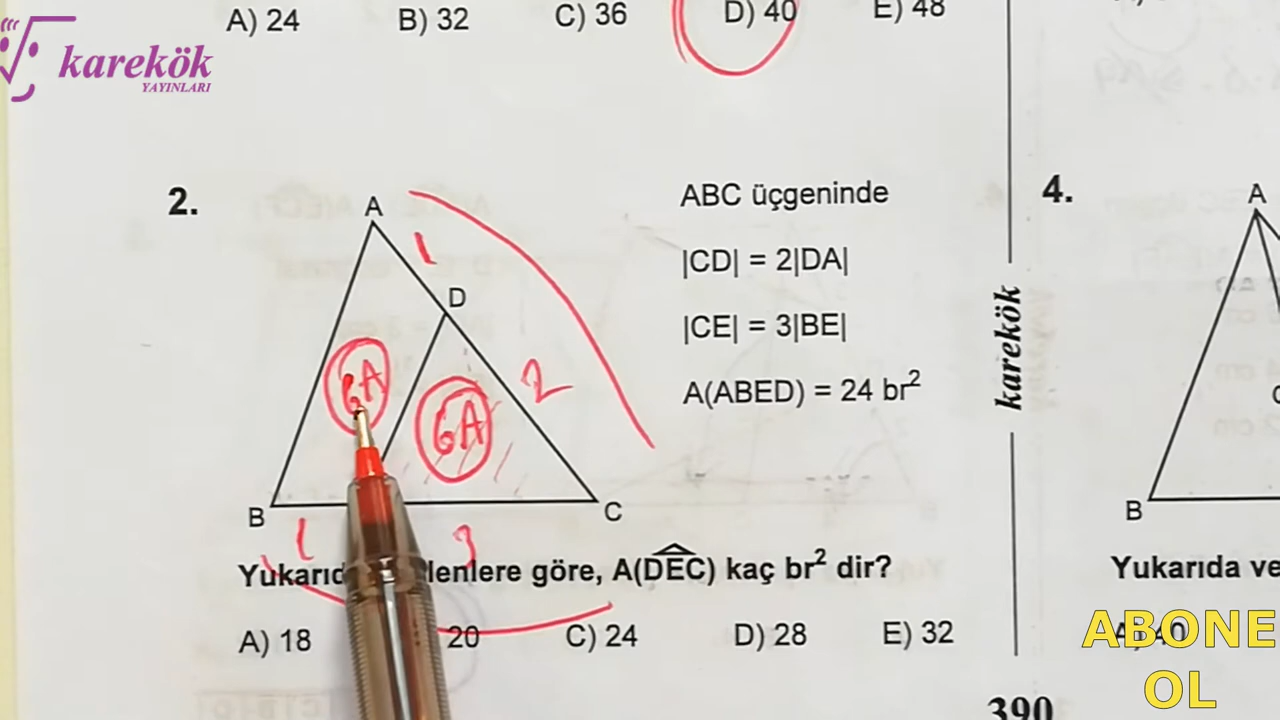 A) 24 B) 32 C) 36 D) 40 E) 48
karekök
YAYINLARI
2.
A
D
B
C
1
2
6A
6A
1
3
ABC üçgeninde
|CD| = 2|DA|
|CE| = 3|BE|
A(ABED) = 24 br²
lenlere göre, A(DEC) kaç br² dir?
A) 18 20 C) 24 D) 28 E) 32
karekök
4.
A
B
Yukarıda ve
A) 40
ABONE
OL
390